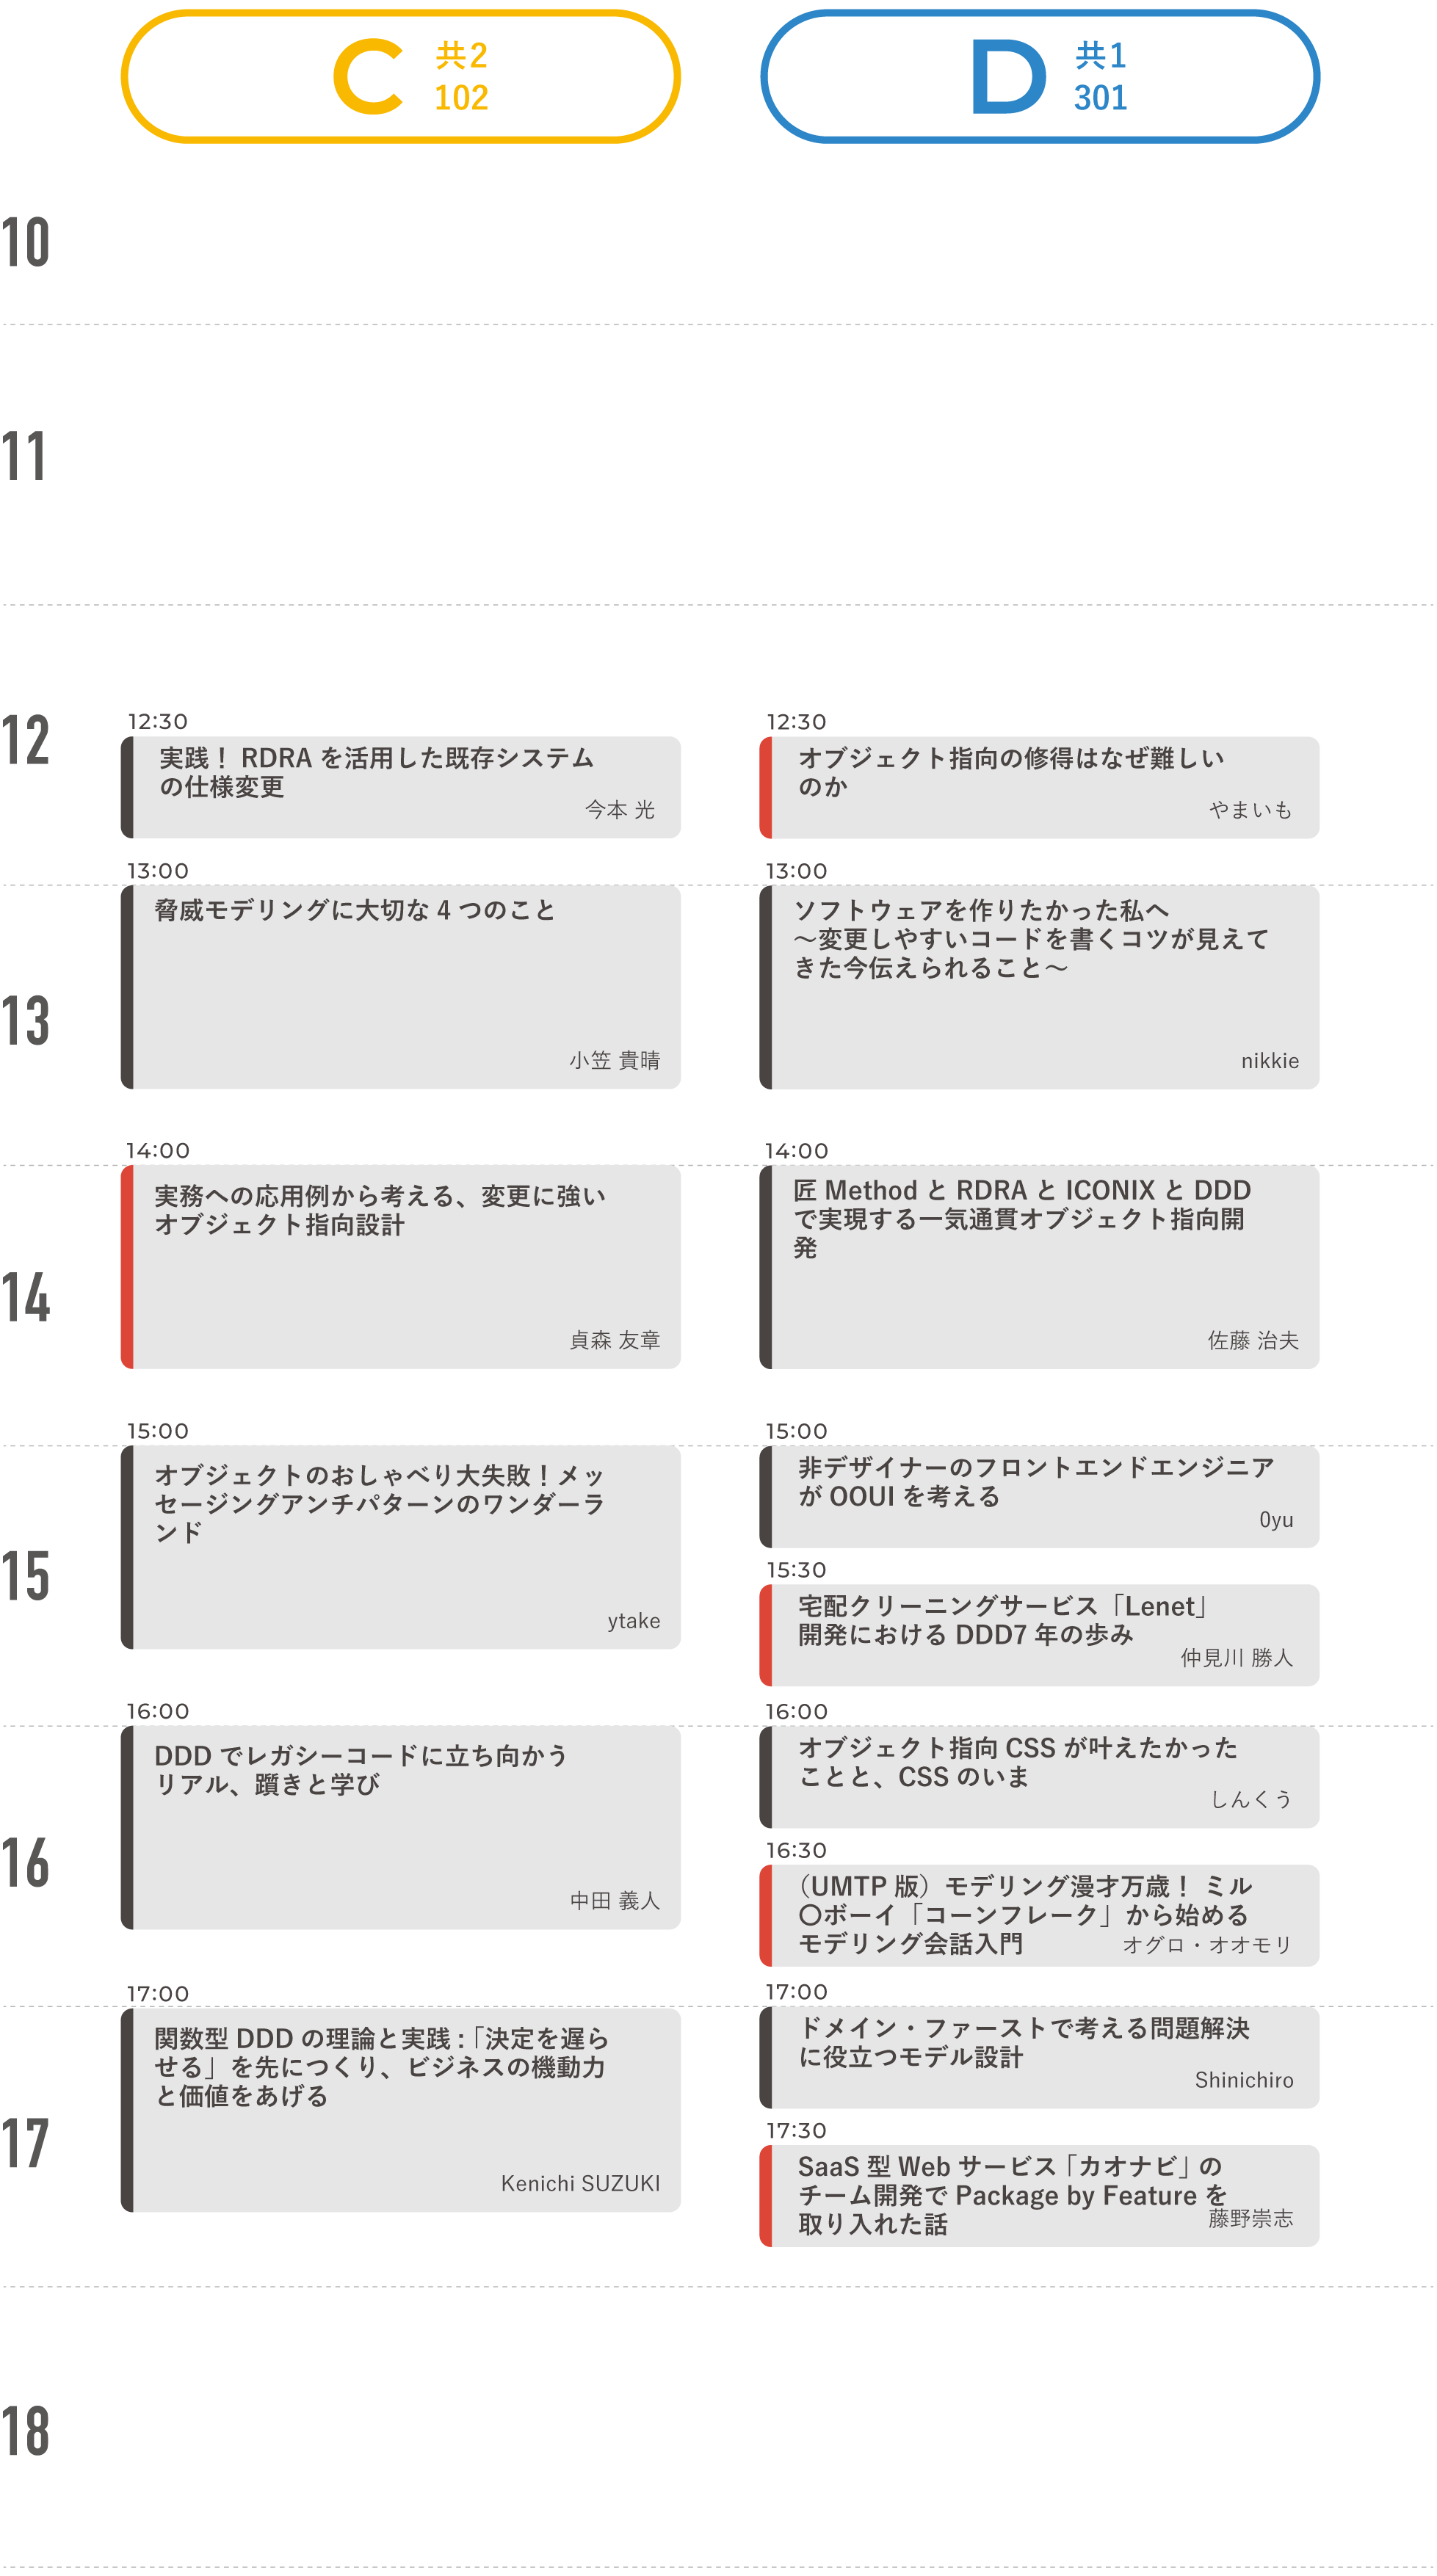 C 共2
102
D 共1
301
10
11
12
12:30
実践！ RDRA を活用した既存システム
の仕様変更
今本 光
12:30
オブジェクト指向の修得はなぜ難しい
のか
やまいも
13:00
脅威モデリングに大切な 4 つのこと
小笠 貴晴
13:00
ソフトウェアを作りたかった私へ
〜変更しやすいコードを書くコツが見えて
きた今伝えられること〜
nikkie
13
14:00
実務への応用例から考える、変更に強い
オブジェクト指向設計
貞森 友章
14:00
匠 Method と RDRA と ICONIX と DDD
で実現する一気通貫オブジェクト指向開
発
佐藤 治夫
14
15:00
オブジェクトのおしゃべり大失敗！メッ
セージングアンチパターンのワンダーラ
ンド
ytake
15:00
非デザイナーのフロントエンドエンジニア
が OOUI を考える
0yu
15
15:30
宅配クリーニングサービス「Lenet」
開発における DDD7 年の歩み
仲見川 勝人
16:00
DDD でレガシーコードに立ち向かう
リアル、躓きと学び
中田 義人
16:00
オブジェクト指向 CSS が叶えたかった
ことと、CSS のいま
しんくう
16
16:30
（UMTP 版）モデリング漫才万歳！ ミル
〇ボーイ「コーンフレーク」から始める
モデリング会話入門
オグロ・オオモリ
17:00
関数型 DDD の理論と実践 :「決定を遅ら
せる」を先につくり、ビジネスの機動力
と価値をあげる
Kenichi SUZUKI
17:00
ドメイン・ファーストで考える問題解決
に役立つモデル設計
Shinichiro
17
17:30
SaaS 型 Web サービス「カオナビ」の
チーム開発で Package by Feature を
取り入れた話
藤野崇志
18